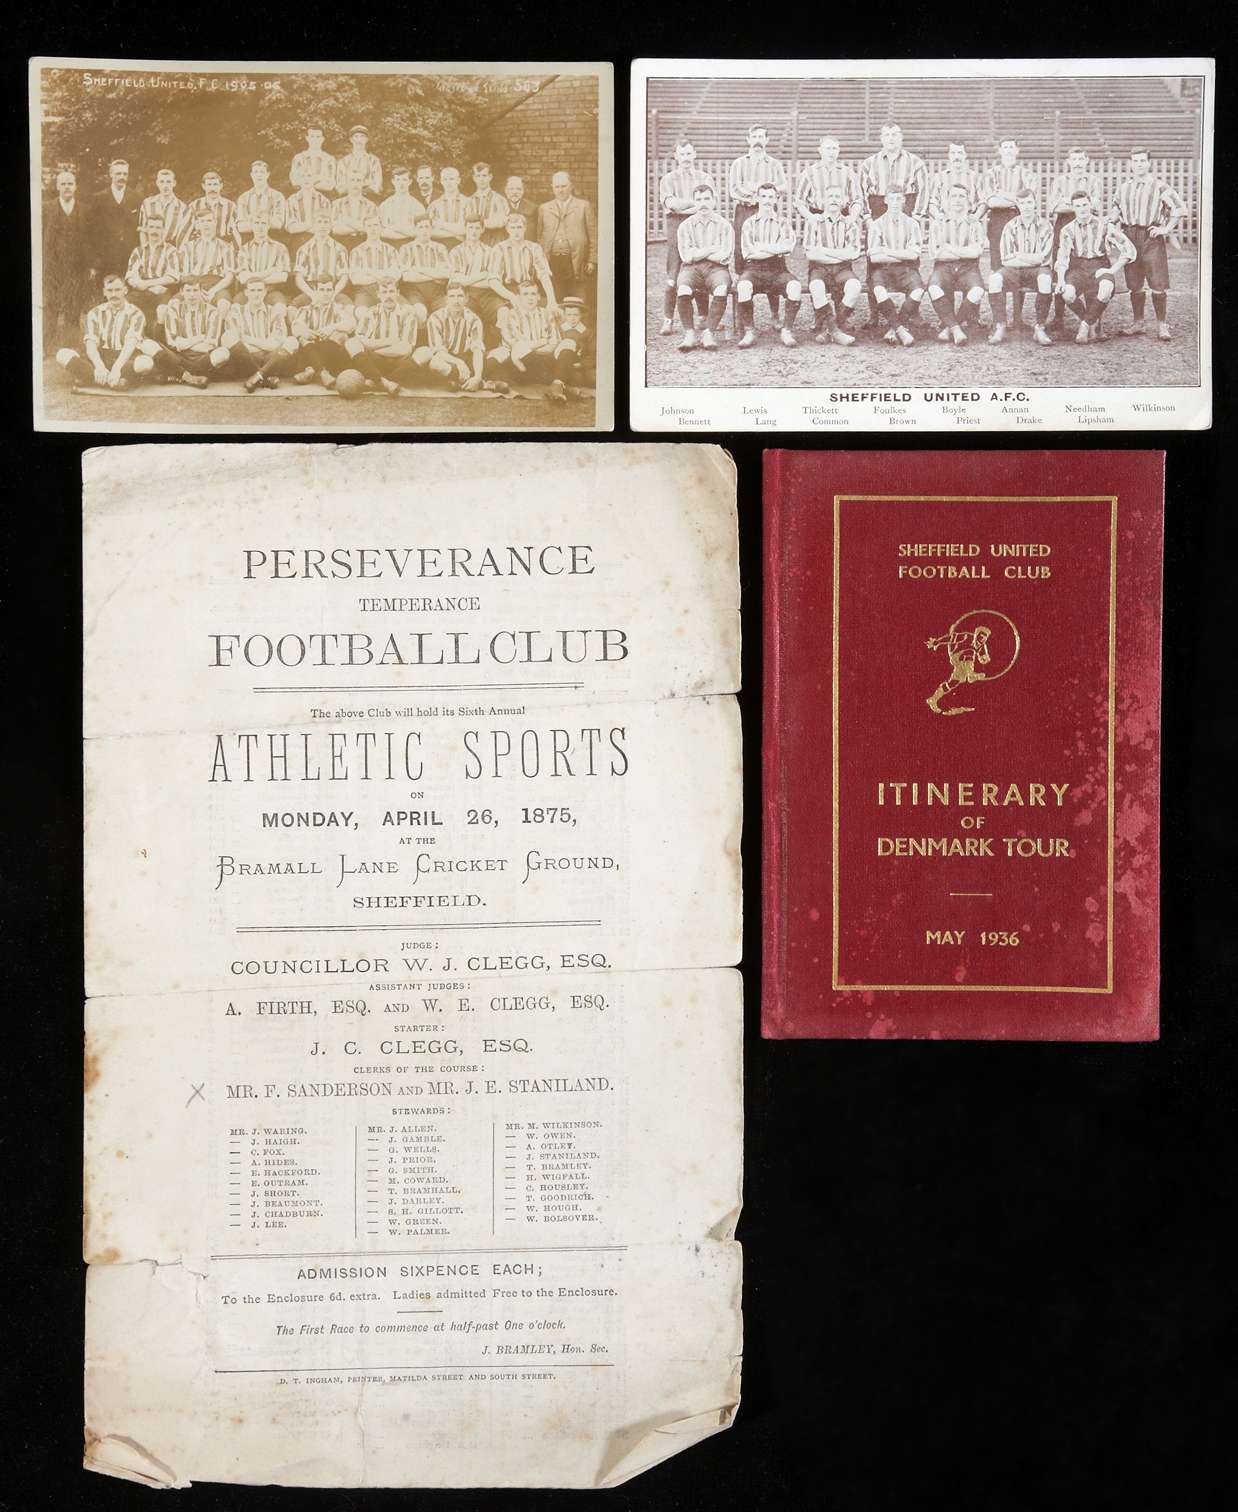 SHEFFIELD UNITED. F.C 1905-06
503
SHEFFIELD UNITED A.F.C.
Johnson Lewis Thickett Foulkes Boyle Annan Needham Wilkinson
Bennett Lang Common Brown Priest Drake Lipsham
PERSEVERANCE
TEMPERANCE
FOOTBALL CLUB
The above Club will hold its Sixth Annual
ATHLETIC SPORTS
ON
MONDAY, APRIL 26, 1875,
AT THE
BRAMALL LANE CRICKET GROUND,
SHEFFIELD.
JUDGE:
COUNCILLOR W. J. CLEGG, ESQ.
ASSISTANT JUDGES:
A. FIRTH, ESQ. AND W. E. CLEGG, ESQ.
STARTER:
J. C. CLEGG, ESQ.
CLERKS OF THE COURSE:
X MR. F. SANDERSON AND MR. J. E. STANILAND.
STEWARDS:
MR. J. WARING.
— J. HAIGH.
— C. FOX.
— A. HIDES.
— E. HACKFORD.
— E. OUTRAM.
— J. SHORT.
— J. BEAUMONT.
— J. CHADBURN.
— J. LEE.
MR. J. ALLEN.
— J. GAMBLE.
— G. WELLS.
— J. PRIOR.
— G. SMITH.
— M. COWARD.
— T. BRAMHALL.
— J. DARLEY.
— S. H. GILLOTT.
— W. GREEN.
— W. PALMER.
MR. M. WILKINSON.
— W. OWEN.
— A. OTLEY.
— J. STANILAND.
— T. BRAMLEY.
— H. WIGFALL.
— C. HOUSLEY.
— T. GOODRICH.
— W. HOUGH.
— W. BOLSOVER.
ADMISSION SIXPENCE EACH;
To the Enclosure 6d. extra. Ladies admitted Free to the Enclosure.
The First Race to commence at half-past One o'clock.
J. BRAMLEY, Hon. Sec.
D. T. INGHAM, PRINTER, MATILDA STREET AND SOUTH STREET.
SHEFFIELD UNITED
FOOTBALL CLUB
ITINERARY
OF
DENMARK TOUR
MAY 1936